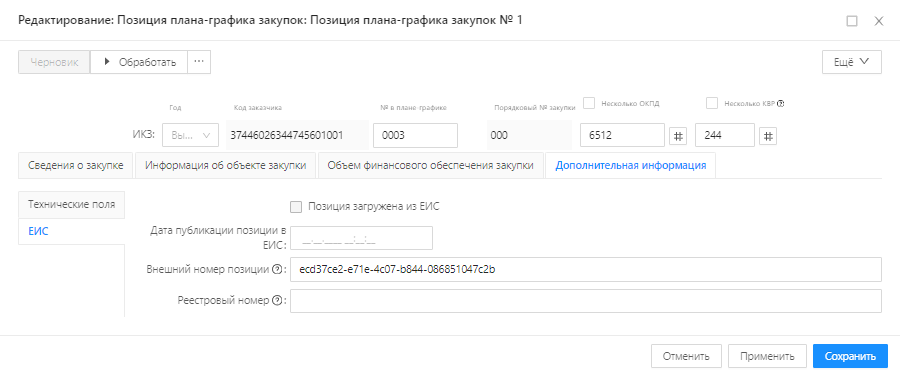 Редактирование: Позиция плана-графика закупок: Позиция плана-графика закупок № 1
Черновик Обработать ... Ещё
Год Код заказчика № в плане-графике Порядковый № закупки Несколько ОКПД Несколько КВР
ИКЗ: Вы... 37446026344745601001 0003 000 6512 # 244 #
Сведения о закупке Информация об объекте закупки Объем финансового обеспечения закупки Дополнительная информация
Технические поля
ЕИС
Позиция загружена из ЕИС
Дата публикации позиции в
ЕИС: __.__.____ __:__:__
Внешний номер позиции ?: ecd37ce2-e71e-4c07-b844-086851047c2b
Реестровый номер ?:
Отменить Применить Сохранить